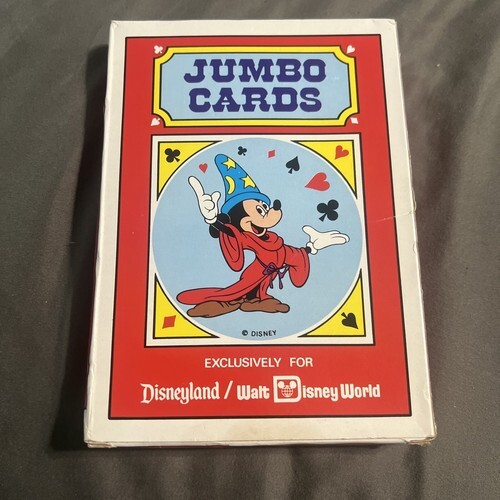 JUMBO
CARDS
© DISNEY
EXCLUSIVELY FOR
Disneyland / Walt Disney World